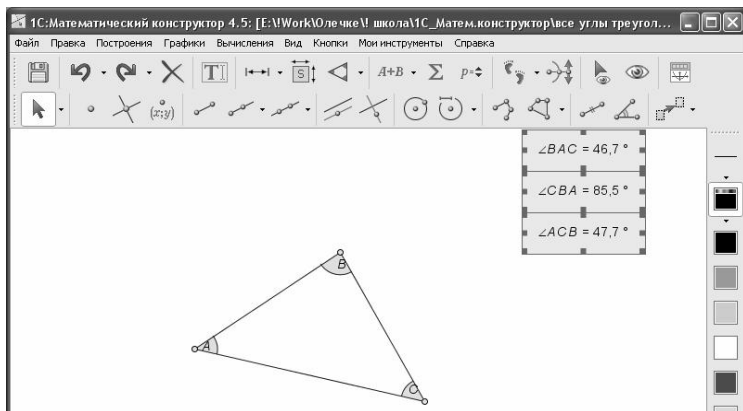 1С:Математический конструктор 4.5: [E:\!Work\Олечке\! школа\1С_Матем.конструктор\все углы треугол...
Файл Правка Построения Графики Вычисления Вид Кнопки Мои инструменты Справка
T S A+B Σ P=
(x;y)
∠BAC = 46,7 °
∠CBA = 85,5 °
∠ACB = 47,7 °
B
A
C